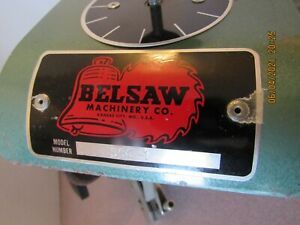 BELSAW
MACHINERY CO.
KANSAS CITY, MO., U.S.A.
MODEL
NUMBER